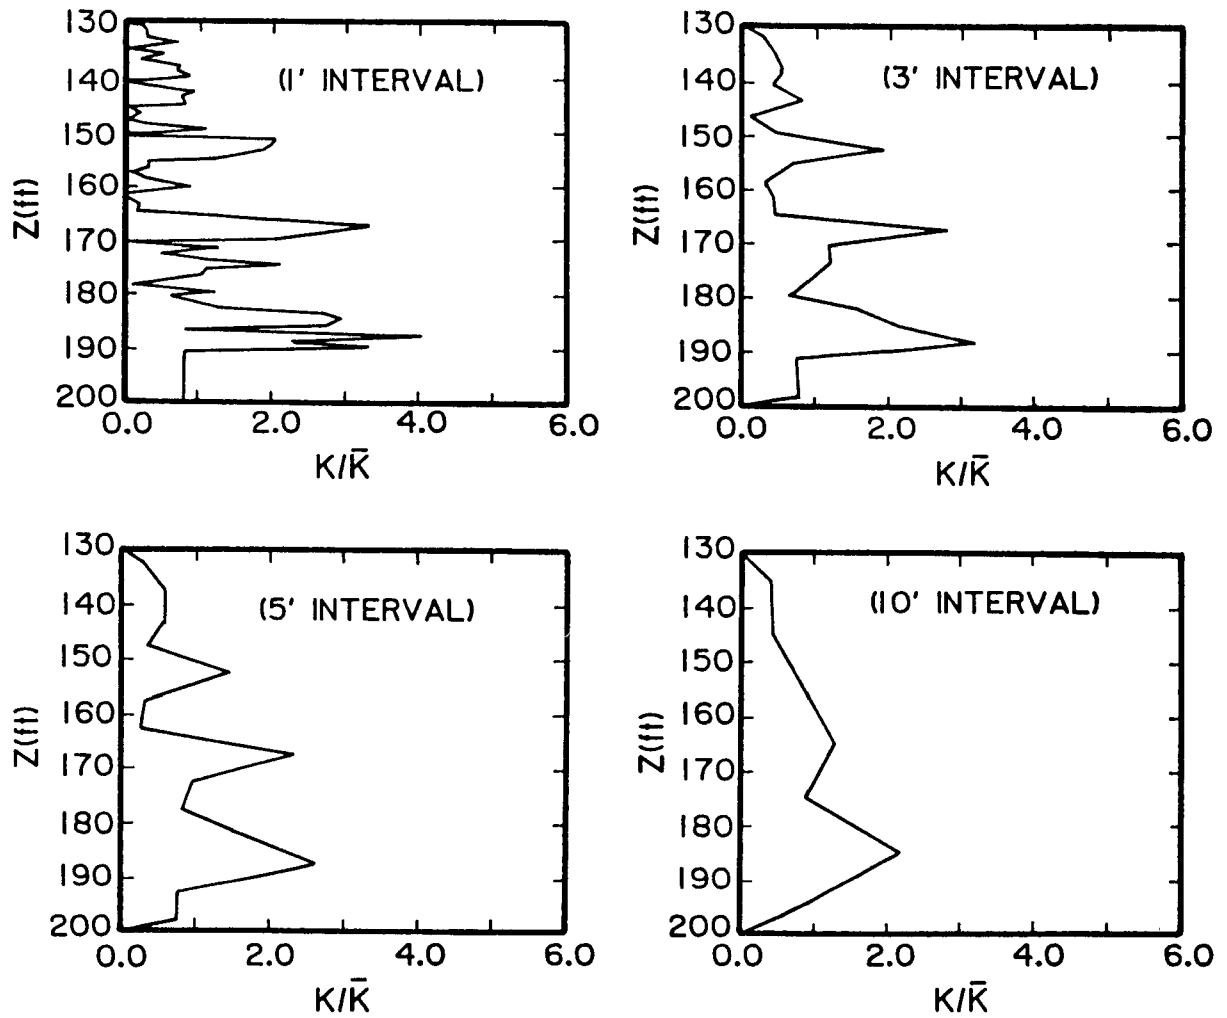 130
140
150
160
170
180
190
200
Z(ft)
(1' INTERVAL)
0.0 2.0 4.0 6.0
K/K̄
130
140
150
160
170
180
190
200
Z(ft)
(3' INTERVAL)
0.0 2.0 4.0 6.0
K/K̄
130
140
150
160
170
180
190
200
Z(ft)
(5' INTERVAL)
0.0 2.0 4.0 6.0
K/K̄
130
140
150
160
170
180
190
200
Z(ft)
(10' INTERVAL)
0.0 2.0 4.0 6.0
K/K̄